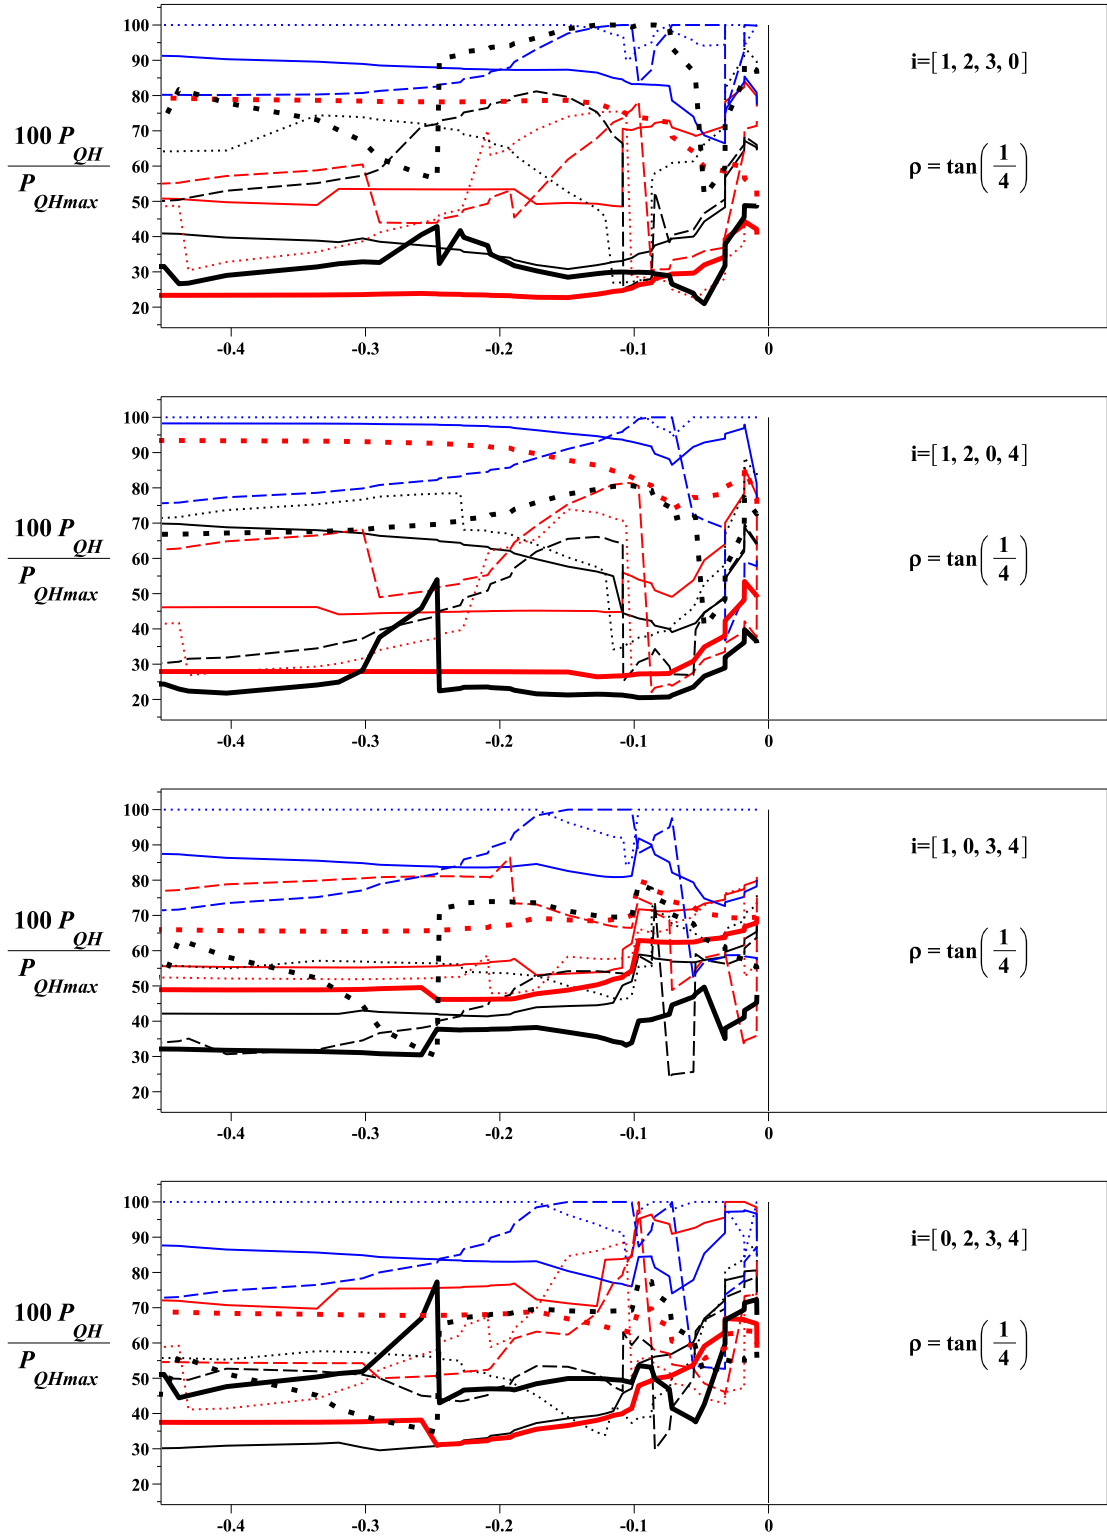 100
90
80
70
60
50
40
30
20
100 P_QH
P_QHmax
-0.4 -0.3 -0.2 -0.1 0
i=[1, 2, 3, 0]
ρ = tan(1/4)
100
90
80
70
60
50
40
30
20
100 P_QH
P_QHmax
-0.4 -0.3 -0.2 -0.1 0
i=[1, 2, 0, 4]
ρ = tan(1/4)
100
90
80
70
60
50
40
30
20
100 P_QH
P_QHmax
-0.4 -0.3 -0.2 -0.1 0
i=[1, 0, 3, 4]
ρ = tan(1/4)
100
90
80
70
60
50
40
30
20
100 P_QH
P_QHmax
-0.4 -0.3 -0.2 -0.1 0
i=[0, 2, 3, 4]
ρ = tan(1/4)